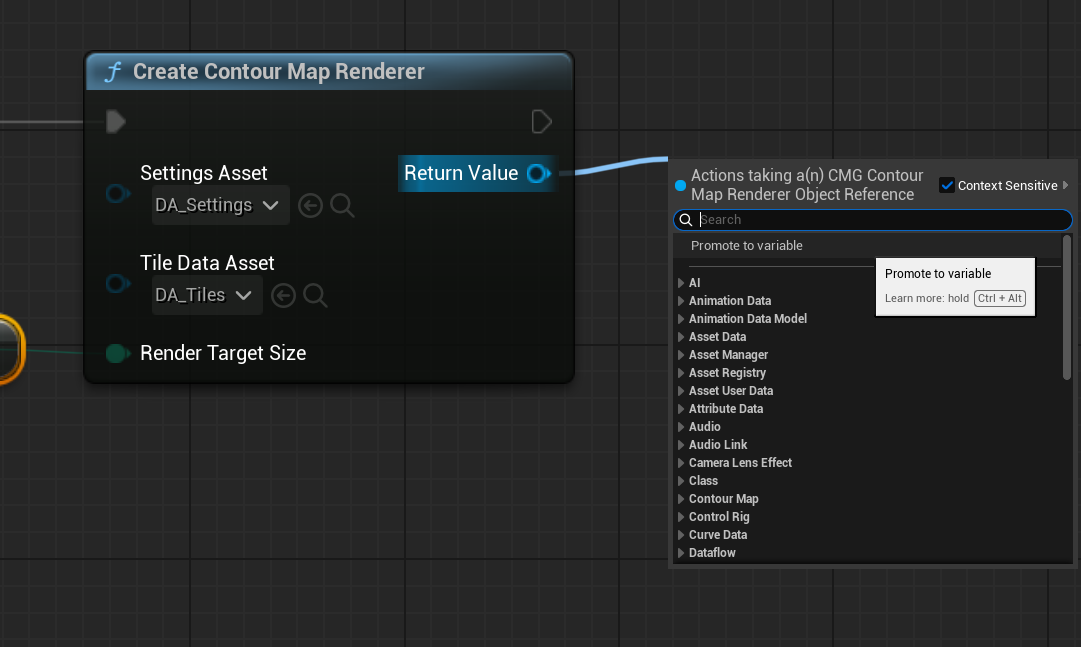 Create Contour Map Renderer
Settings Asset
DA_Settings
Return Value
Tile Data Asset
DA_Tiles
Render Target Size
Actions taking a(n) CMG Contour
Map Renderer Object Reference
Context Sensitive
Search
Promote to variable
Promote to variable
Learn more: hold Ctrl + Alt
AI
Animation Data
Animation Data Model
Asset Data
Asset Manager
Asset Registry
Asset User Data
Attribute Data
Audio
Audio Link
Camera Lens Effect
Class
Contour Map
Control Rig
Curve Data
Dataflow